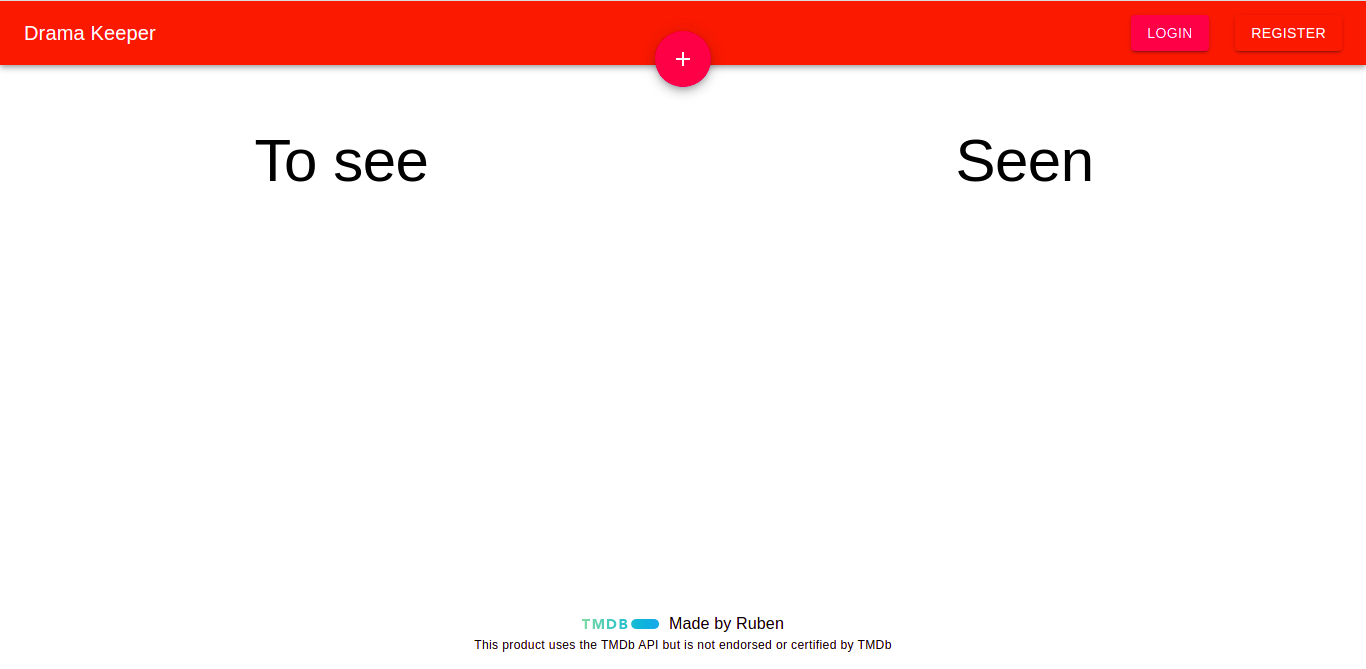 Drama Keeper LOGIN REGISTER
+
To see Seen
TMDB Made by Ruben
This product uses the TMDb API but is not endorsed or certified by TMDb